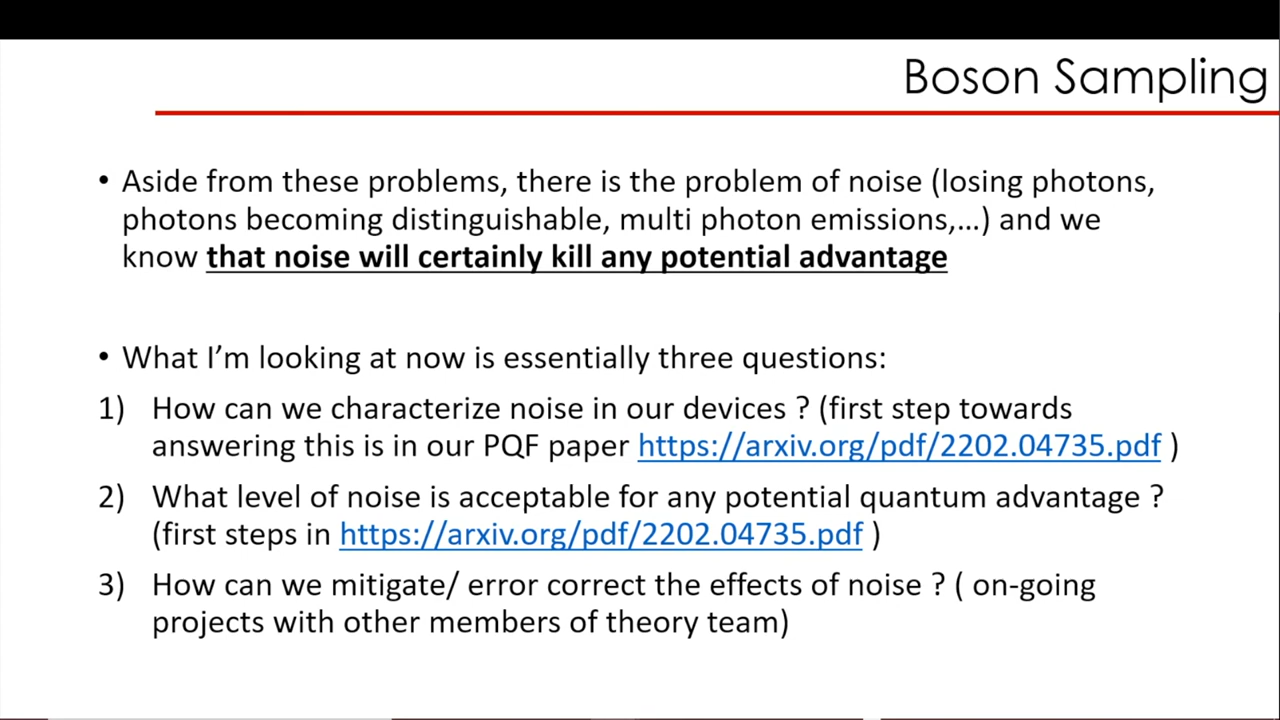 Boson Sampling
• Aside from these problems, there is the problem of noise (losing photons,
photons becoming distinguishable, multi photon emissions,...) and we
know that noise will certainly kill any potential advantage
• What I'm looking at now is essentially three questions:
1) How can we characterize noise in our devices ? (first step towards
answering this is in our PQF paper https://arxiv.org/pdf/2202.04735.pdf )
2) What level of noise is acceptable for any potential quantum advantage ?
(first steps in https://arxiv.org/pdf/2202.04735.pdf )
3) How can we mitigate/ error correct the effects of noise ? ( on-going
projects with other members of theory team)